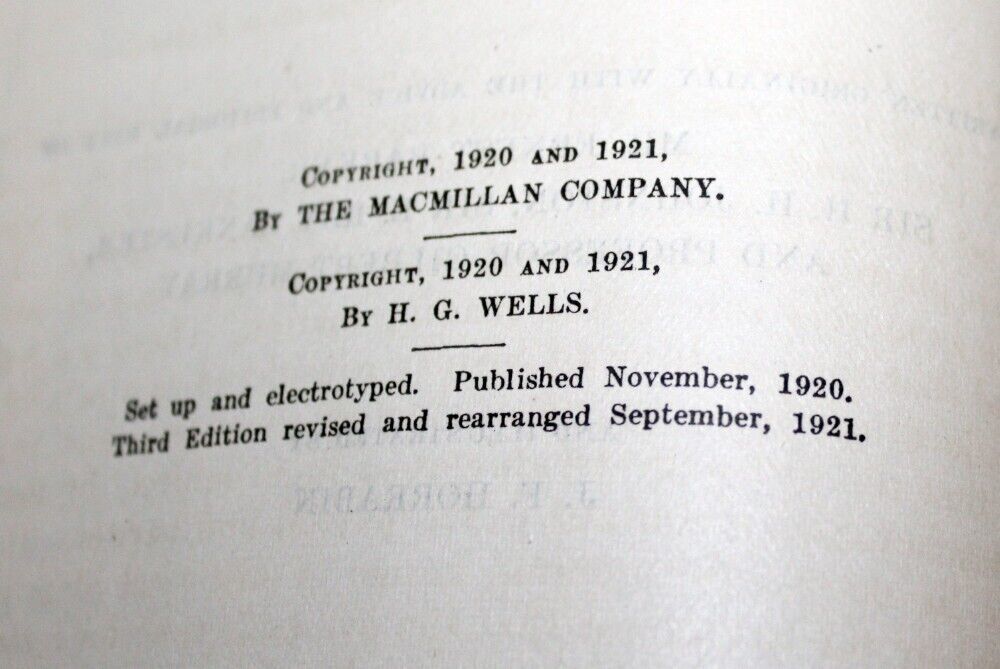 Copyright, 1920 and 1921,
By THE MACMILLAN COMPANY.
Copyright, 1920 and 1921,
By H. G. WELLS.
Set up and electrotyped. Published November, 1920.
Third Edition revised and rearranged September, 1921.